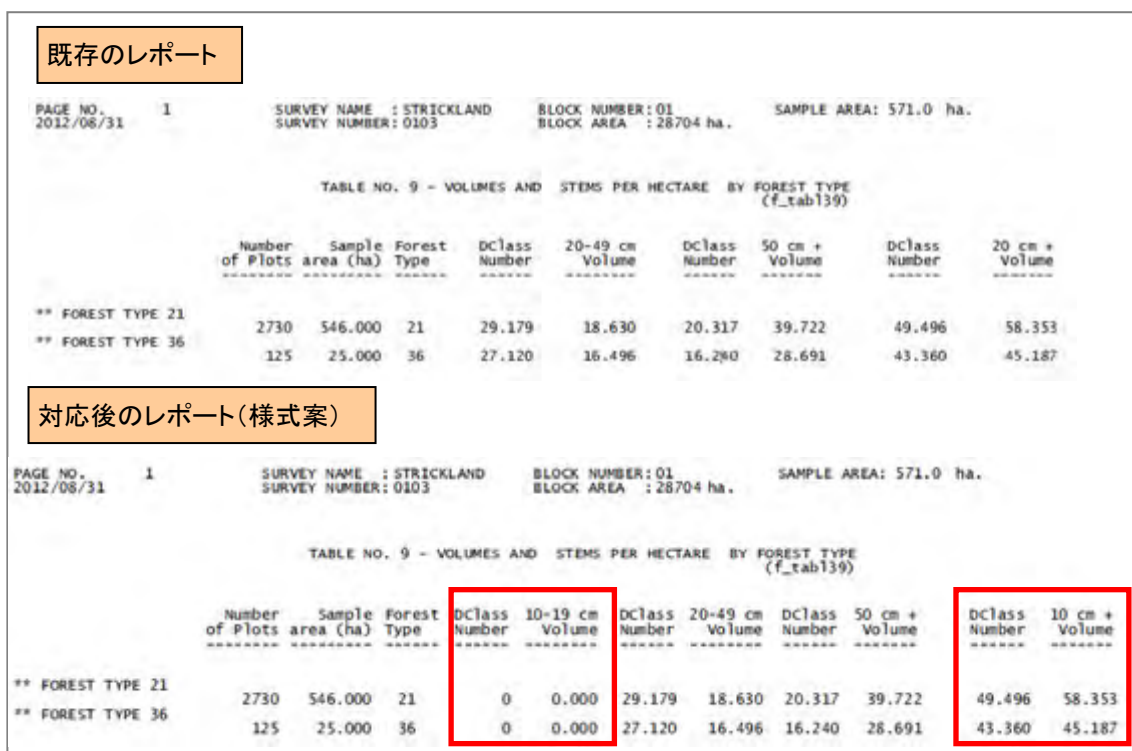 既存のレポート
PAGE NO. 1 SURVEY NAME : STRICKLAND BLOCK NUMBER:01 SAMPLE AREA: 571.0 ha.
2012/08/31 SURVEY NUMBER: 0103 BLOCK AREA : 28704 ha.
TABLE NO. 9 - VOLUMES AND STEMS PER HECTARE BY FOREST TYPE
(f_tabl39)
Number Sample Forest DClass 20-49 cm DClass 50 cm + DClass 20 cm +
of Plots area (ha) Type Number Volume Number Volume Number Volume
-------- --------- ------ ------ -------- ------ ------- ------ -------
** FOREST TYPE 21
2730 546.000 21 29.179 18.630 20.317 39.722 49.496 58.353
** FOREST TYPE 36
125 25.000 36 27.120 16.496 16.240 28.691 43.360 45.187
対応後のレポート(様式案)
PAGE NO. 1 SURVEY NAME : STRICKLAND BLOCK NUMBER:01 SAMPLE AREA: 571.0 ha.
2012/08/31 SURVEY NUMBER: 0103 BLOCK AREA : 28704 ha.
TABLE NO. 9 - VOLUMES AND STEMS PER HECTARE BY FOREST TYPE
(f_tabl39)
Number Sample Forest DClass 10-19 cm DClass 20-49 cm DClass 50 cm + DClass 10 cm +
of Plots area (ha) Type Number Volume Number Volume Number Volume Number Volume
-------- --------- ------ ------ -------- ------ -------- ------ ------- ------ -------
** FOREST TYPE 21
2730 546.000 21 0 0.000 29.179 18.630 20.317 39.722 49.496 58.353
** FOREST TYPE 36
125 25.000 36 0 0.000 27.120 16.496 16.240 28.691 43.360 45.187